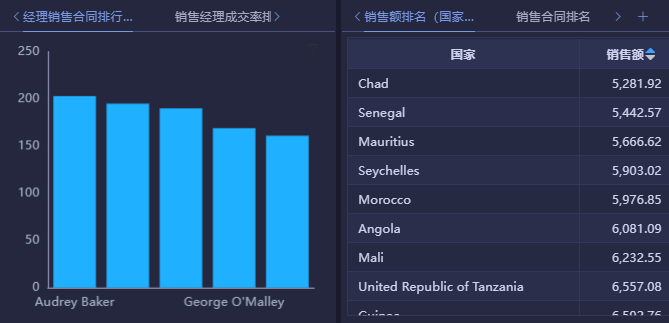 经理销售合同排行...
销售经理成交率排
250
200
150
100
50
0
Audrey Baker
George O'Malley
销售额排名（国家...
销售合同排名
国家
销售额
Chad
5,281.92
Senegal
5,442.57
Mauritius
5,666.62
Seychelles
5,903.02
Morocco
5,976.85
Angola
6,081.09
Mali
6,232.55
United Republic of Tanzania
6,557.08